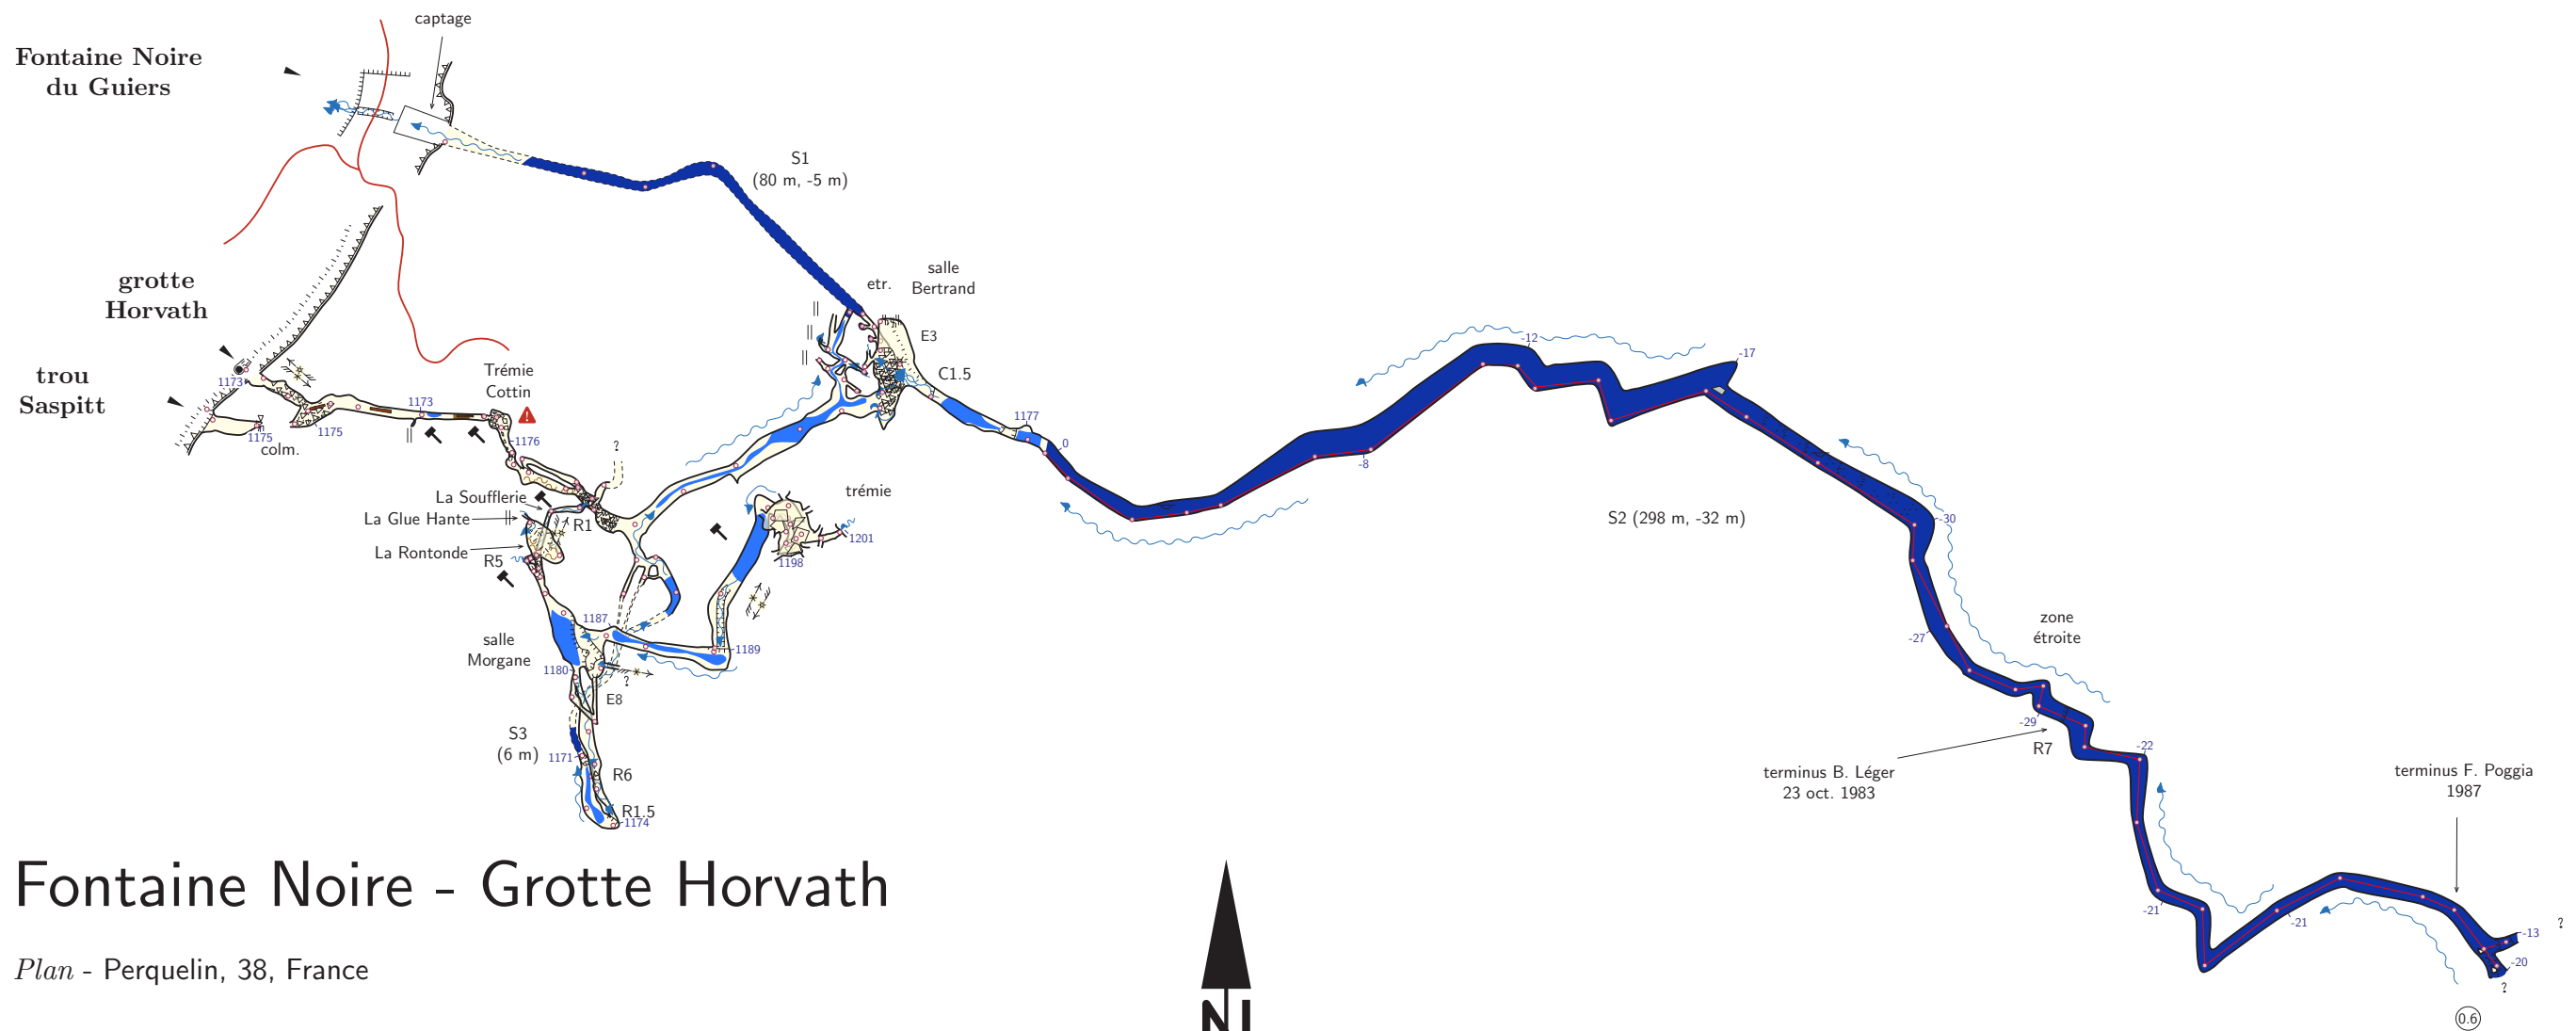 captage
Fontaine Noire
du Guiers
S1
(80 m, -5 m)
etr.
salle
Bertrand
grotte
Horvath
E3
-12
-17
trou
Saspitt
1173
Trémie
Cottin
C1.5
1173
1175
1175
colm.
1176
?
1177
0
-8
La Soufflerie
La Glue Hante
La Rontonde
R1
R5
trémie
1201
1198
S2 (298 m, -32 m)
-30
-27
zone
étroite
1187
salle
Morgane
1180
1189
?
E8
-29
R7
-22
S3
(6 m)
1171
R6
R1.5
1174
terminus B. Léger
23 oct. 1983
terminus F. Poggia
1987
-21
-21
?
-13
-20
?
0.6
Fontaine Noire - Grotte Horvath
Plan - Perquelin, 38, France
N